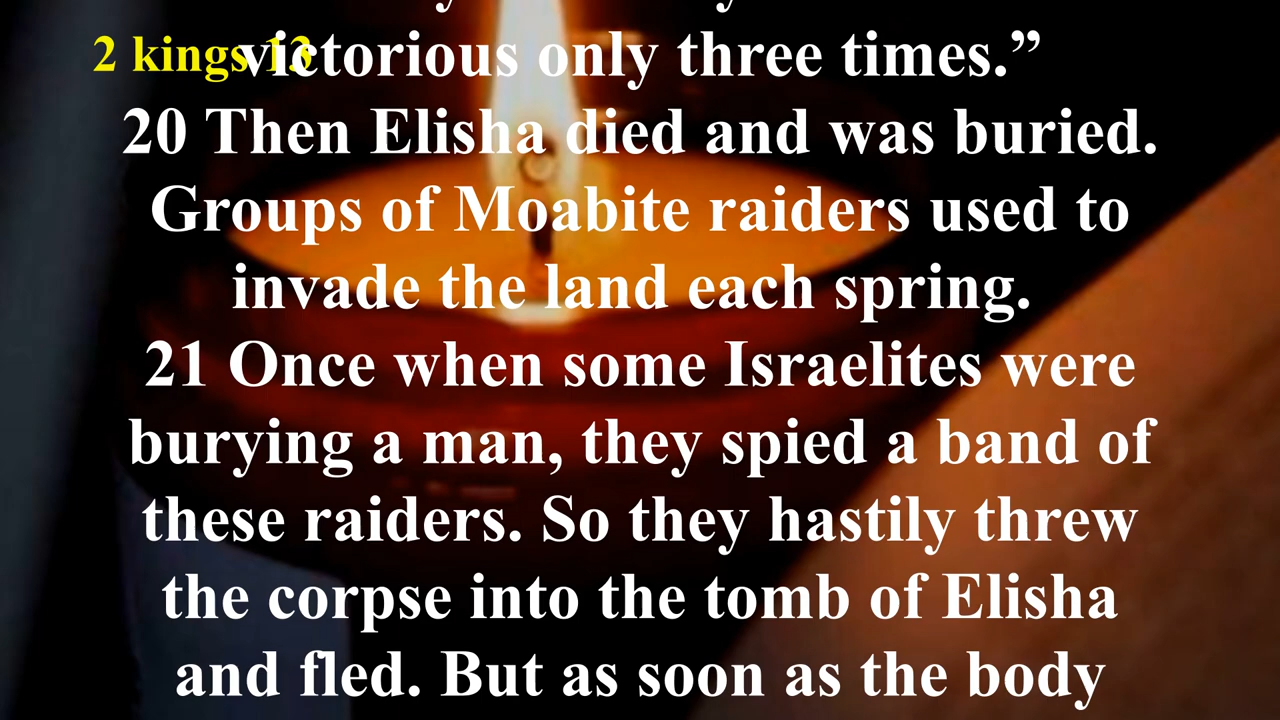 2 kings 13
victorious only three times.”
20 Then Elisha died and was buried.
Groups of Moabite raiders used to
invade the land each spring.
21 Once when some Israelites were
burying a man, they spied a band of
these raiders. So they hastily threw
the corpse into the tomb of Elisha
and fled. But as soon as the body